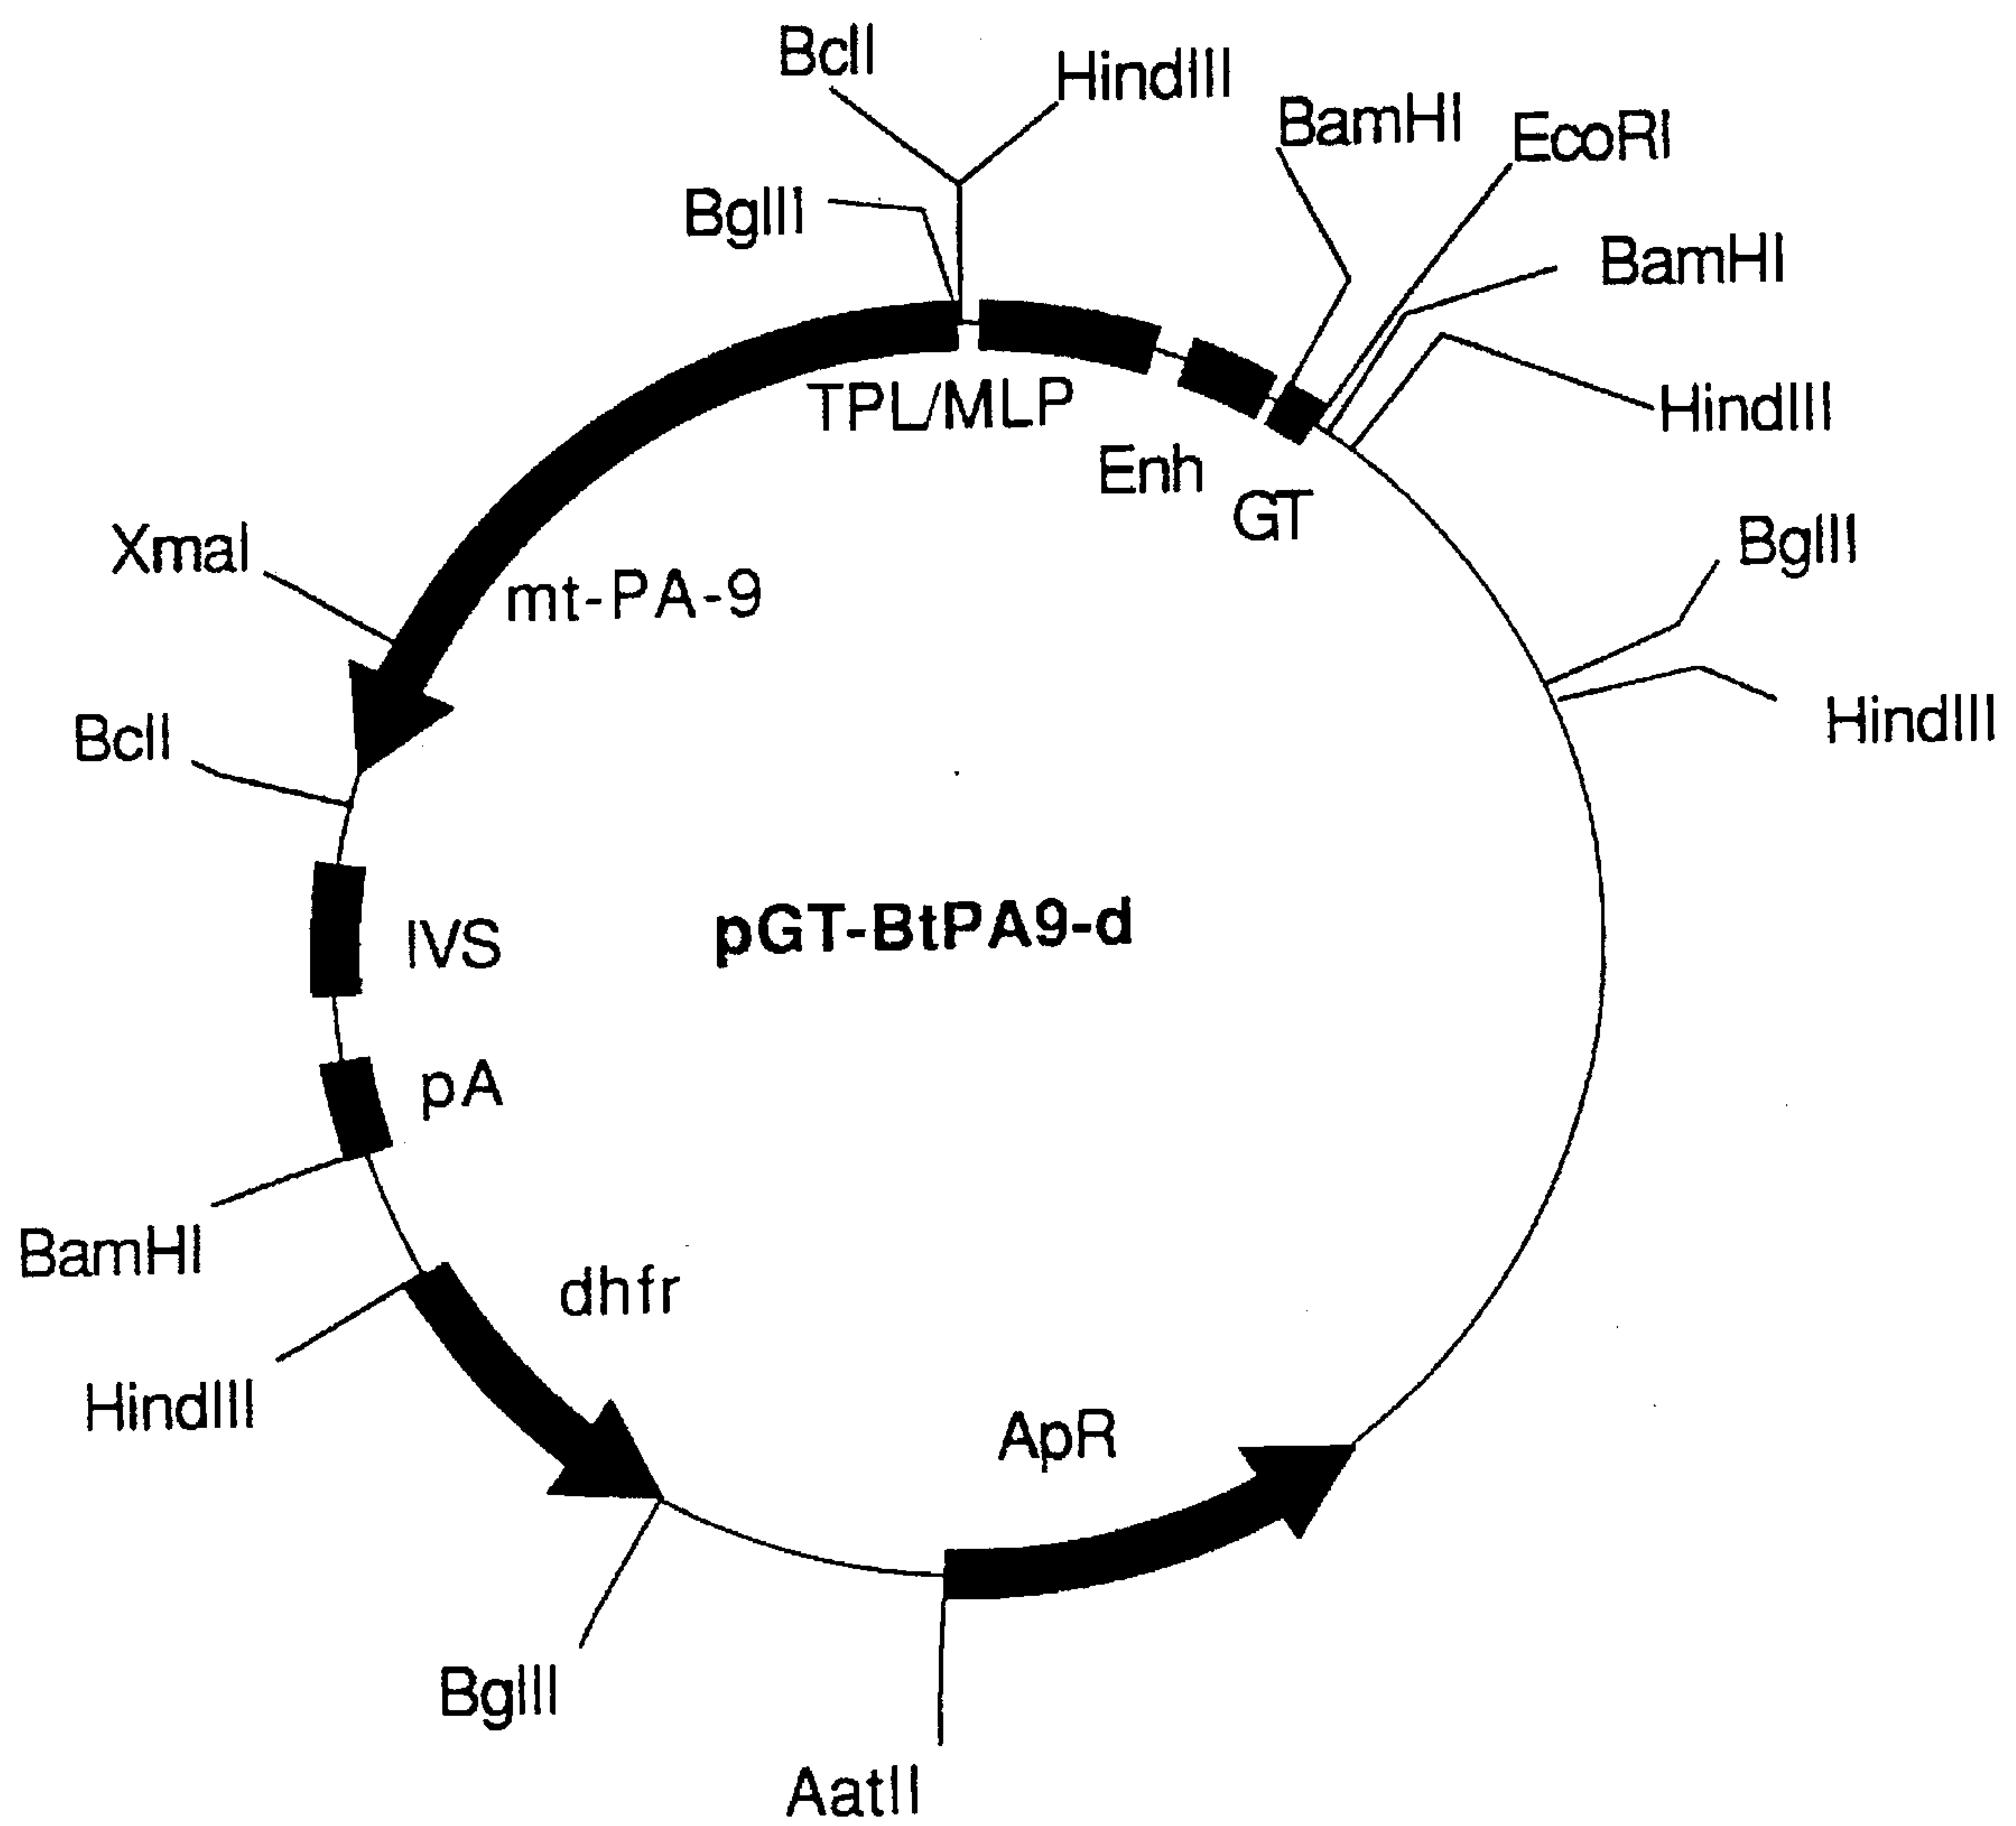 BclI
HindIII
BamHI
EcoRI
BglII
BamHI
TPL/MLP
HindIII
Enh
GT
XmaI
BglII
mt-PA-9
HindIII
BclI
IVS
pGT-BtPA9-d
pA
BamHI
dhfr
HindIII
ApR
BglII
AatII